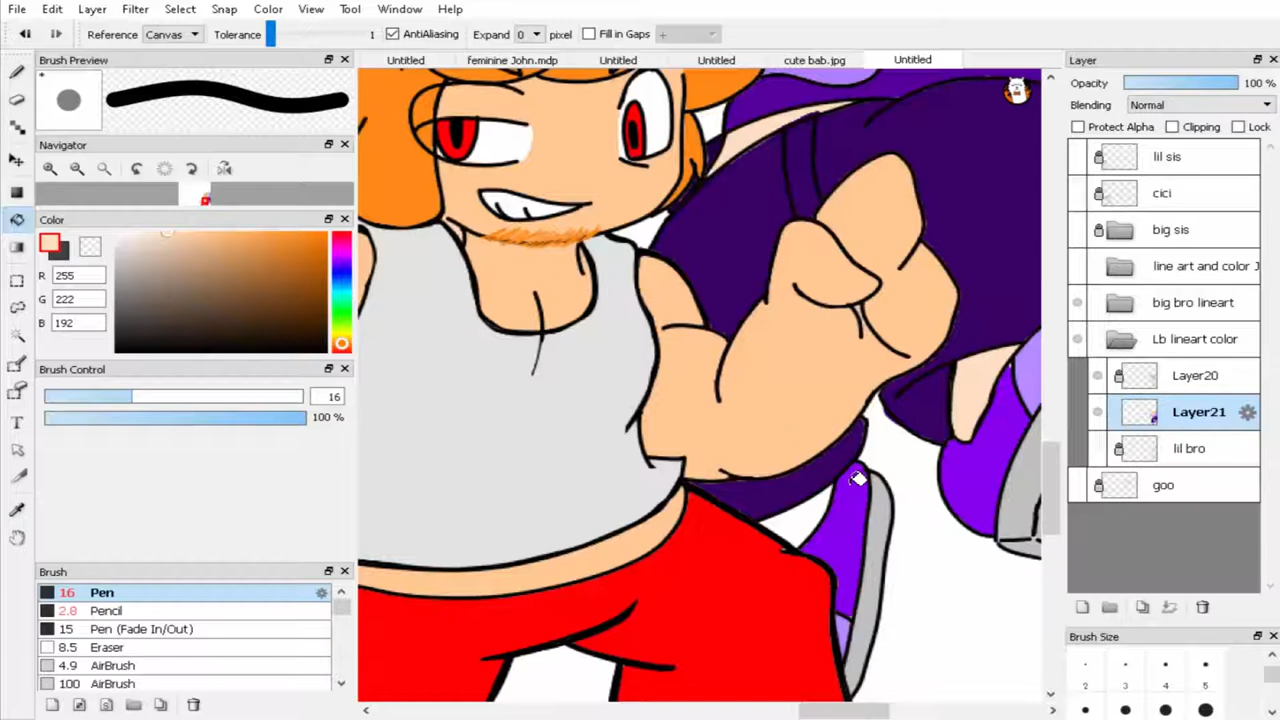 File Edit Layer Filter Select Snap Color View Tool Window Help
Reference Canvas Tolerance 1 AntiAliasing Expand 0 pixel Fill in Gaps +
Brush Preview
*
Untitled feminine John.mdp Untitled Untitled cute bab.jpg Untitled
Layer
Opacity 100 %
Blending Normal
Protect Alpha Clipping Lock
Navigator
Color
R 255
G 222
B 192
Brush Control
16
100 %
Brush
16 Pen
2.8 Pencil
15 Pen (Fade In/Out)
8.5 Eraser
4.9 AirBrush
100 AirBrush
lil sis
cici
big sis
line art and color J
big bro lineart
Lb lineart color
Layer20
Layer21
lil bro
goo
Brush Size
2 3 4 5